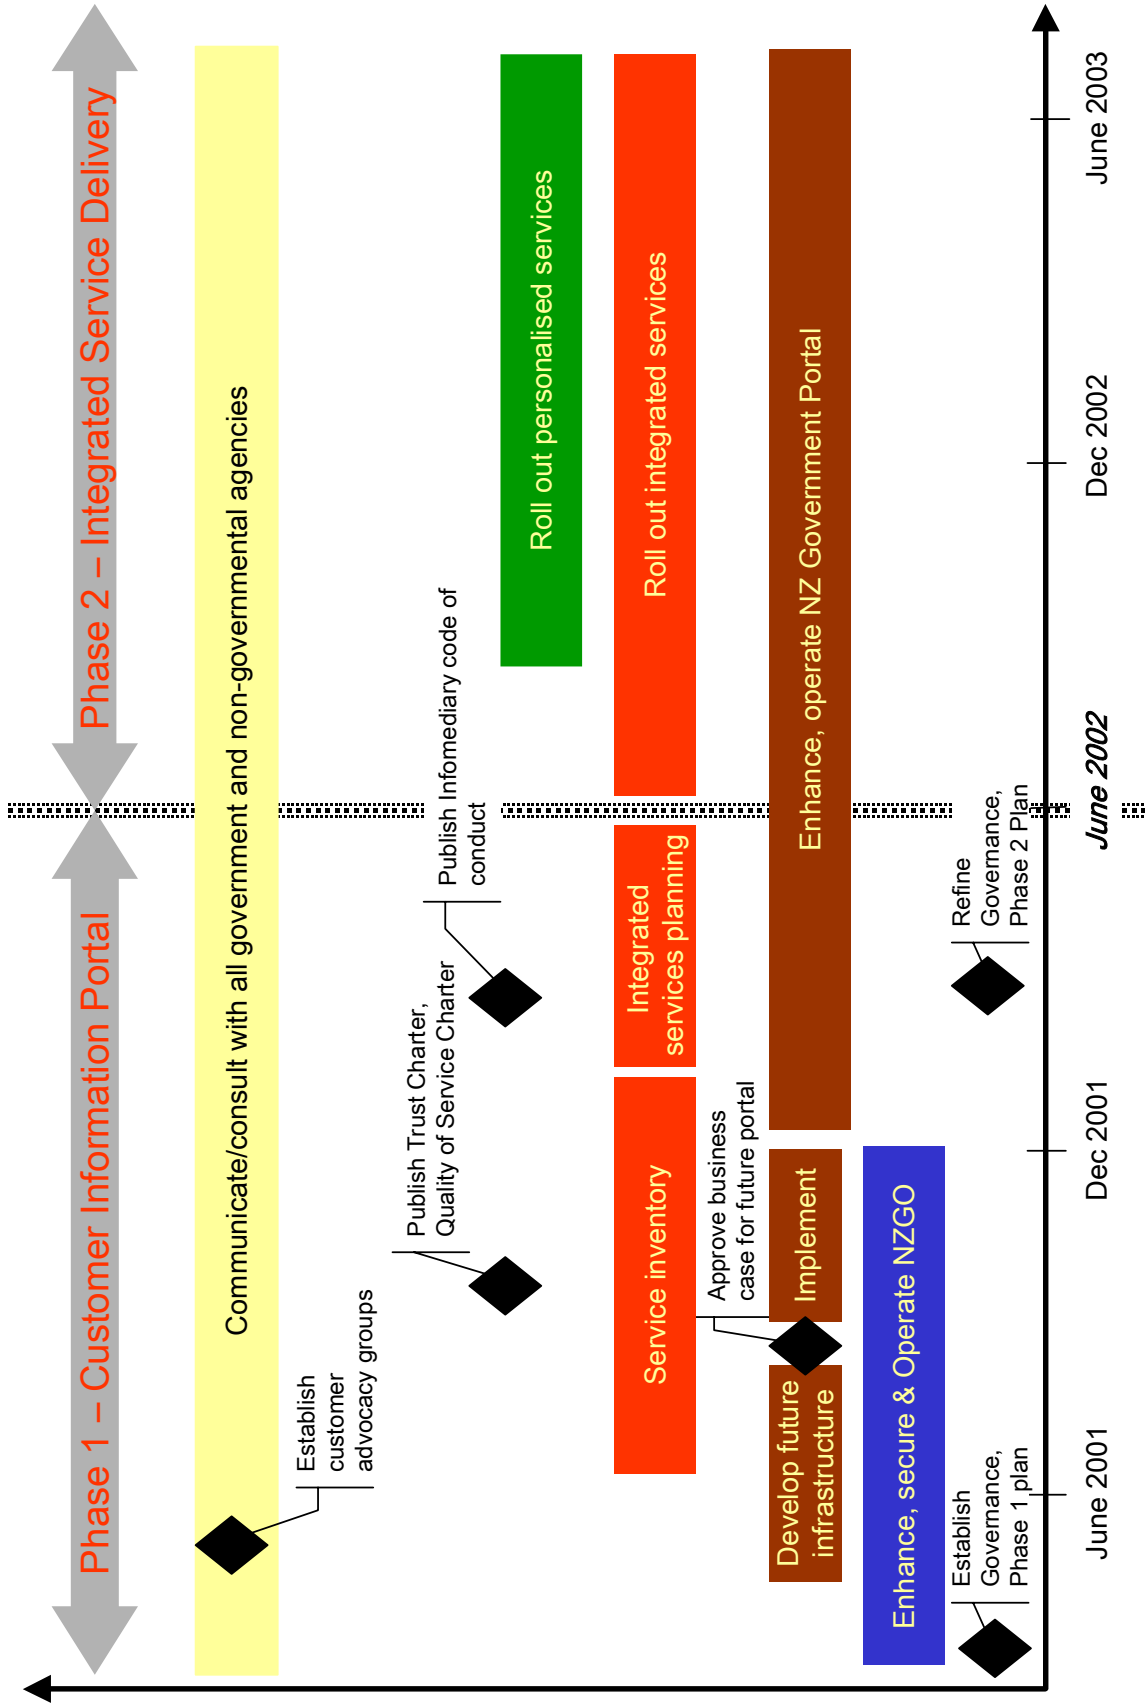 Phase 1 – Customer Information Portal
Phase 2 – Integrated Service Delivery
Communicate/consult with all government and non-governmental agencies
Establish
customer
advocacy groups
Publish Trust Charter,
Quality of Service Charter
Publish Infomediary code of
conduct
Roll out personalised services
Service inventory
Integrated
services planning
Roll out integrated services
Approve business
case for future portal
Develop future
infrastructure
Implement
Enhance, operate NZ Government Portal
Enhance, secure & Operate NZGO
Establish
Governance,
Phase 1 plan
Refine
Governance,
Phase 2 Plan
June 2001
Dec 2001
June 2002
Dec 2002
June 2003